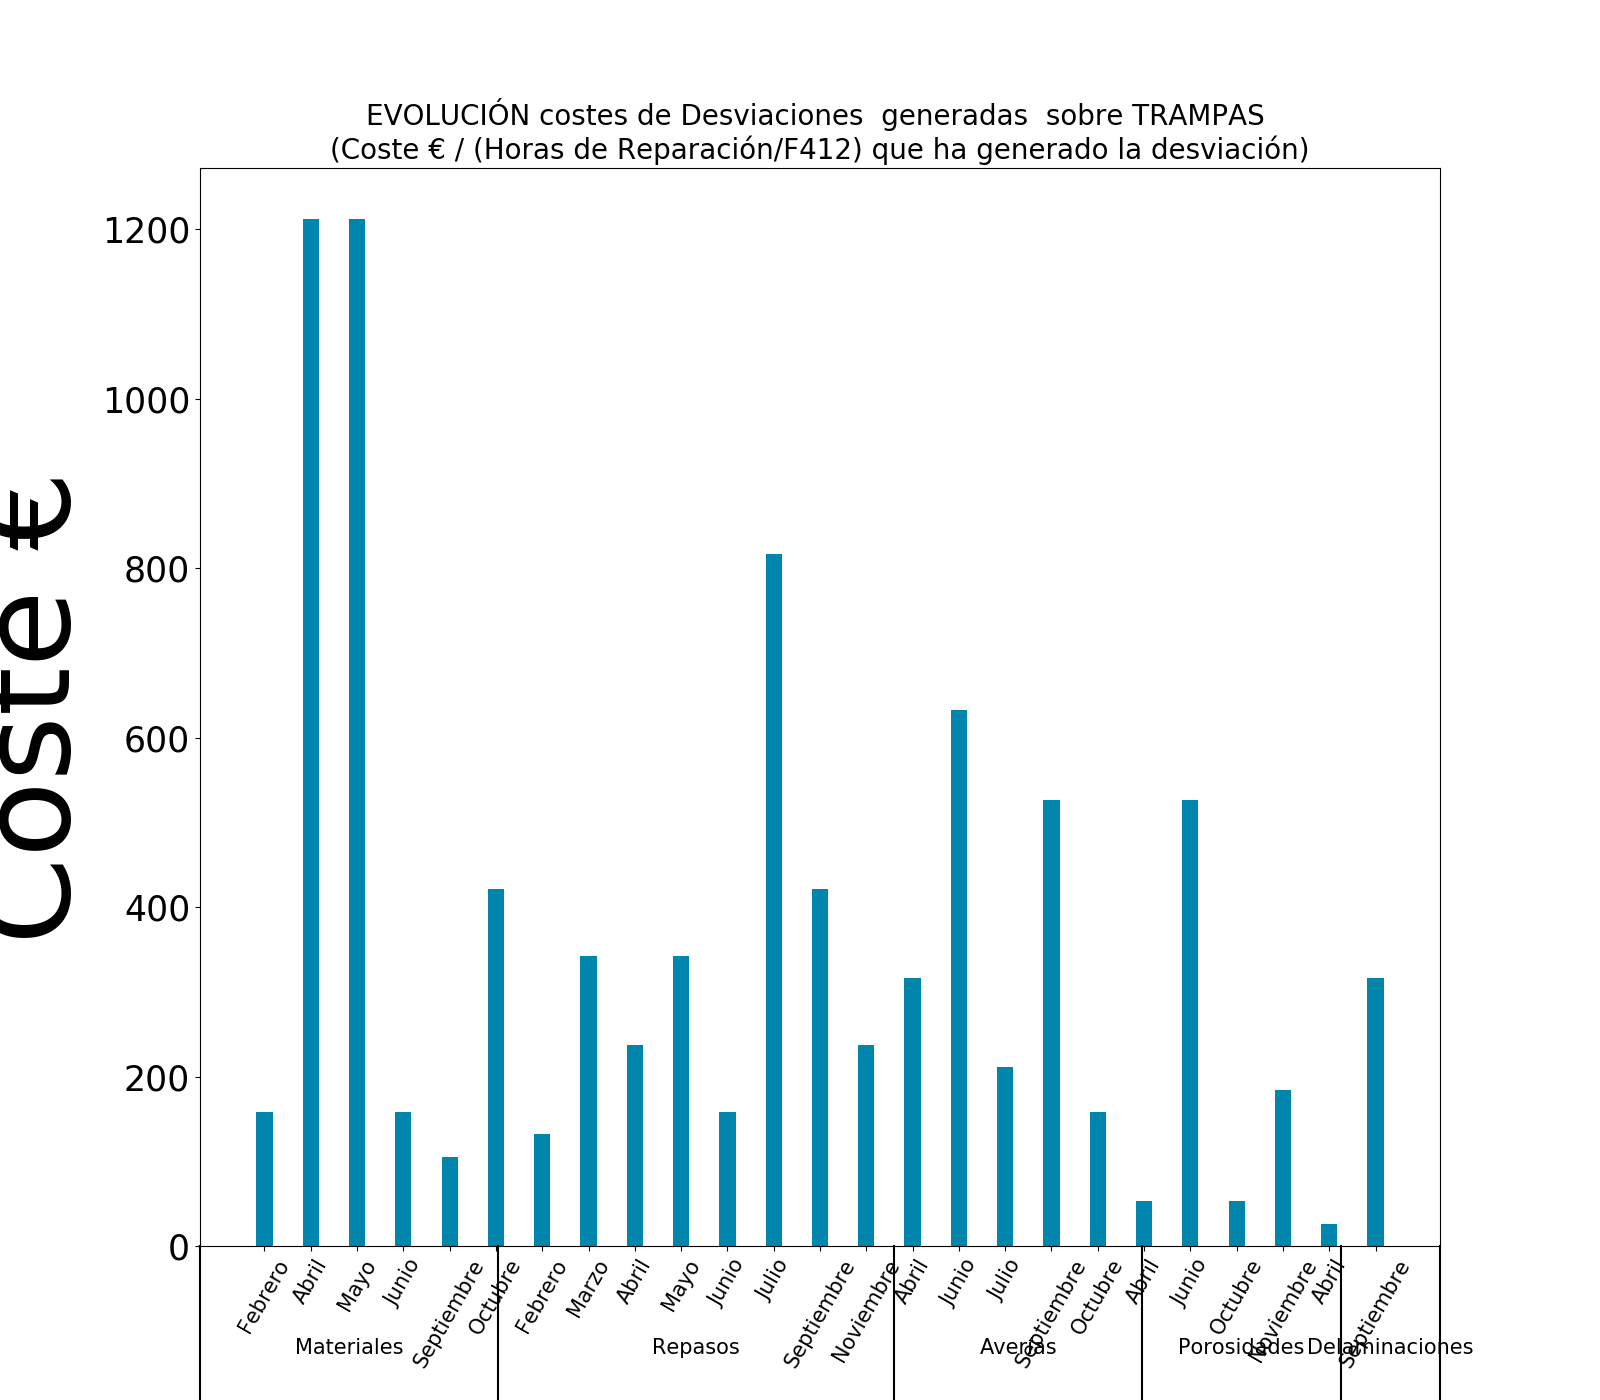 EVOLUCIÓN costes de Desviaciones  generadas  sobre TRAMPAS
(Coste € / (Horas de Reparación/F412) que ha generado la desviación)
Coste €
1200
1000
800
600
400
200
0
Febrero
Abril
Mayo
Junio
Septiembre
Octubre
Febrero
Marzo
Abril
Mayo
Junio
Julio
Septiembre
Noviembre
Abril
Junio
Julio
Septiembre
Octubre
Abril
Junio
Octubre
Noviembre
Abril
Septiembre
Materiales
Repasos
Averías
Porosidades
Delaminaciones